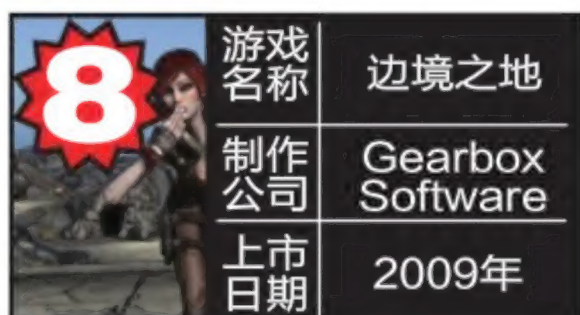 8
游戏
名称
边境之地
制作
公司
Gearbox
Software
上市
日期
2009年